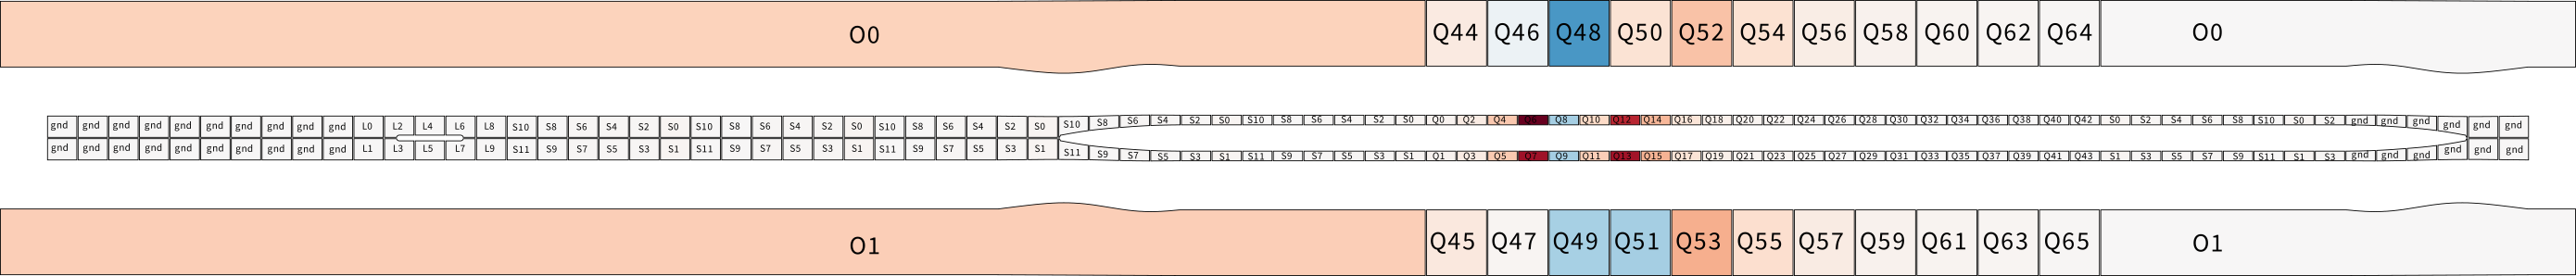 O0 Q44 Q46 Q48 Q50 Q52 Q54 Q56 Q58 Q60 Q62 Q64 O0
gnd gnd gnd gnd gnd gnd gnd gnd gnd gnd L0 L2 L4 L6 L8 S10 S8 S6 S4 S2 S0 S10 S8 S6 S4 S2 S0 S10 S8 S6 S4 S2 S0 S10 S8 S6 S4 S2 S0 S10 S8 S6 S4 S2 S0 Q0 Q2 Q4 Q6 Q8 Q10 Q12 Q14 Q16 Q18 Q20 Q22 Q24 Q26 Q28 Q30 Q32 Q34 Q36 Q38 Q40 Q42 S0 S2 S4 S6 S8 S10 S0 S2 gnd gnd gnd gnd gnd gnd
gnd gnd gnd gnd gnd gnd gnd gnd gnd gnd L1 L3 L5 L7 L9 S11 S9 S7 S5 S3 S1 S11 S9 S7 S5 S3 S1 S11 S9 S7 S5 S3 S1 S11 S9 S7 S5 S3 S1 S11 S9 S7 S5 S3 S1 Q1 Q3 Q5 Q7 Q9 Q11 Q13 Q15 Q17 Q19 Q21 Q23 Q25 Q27 Q29 Q31 Q33 Q35 Q37 Q39 Q41 Q43 S1 S3 S5 S7 S9 S11 S1 S3 gnd gnd gnd gnd gnd gnd
O1 Q45 Q47 Q49 Q51 Q53 Q55 Q57 Q59 Q61 Q63 Q65 O1